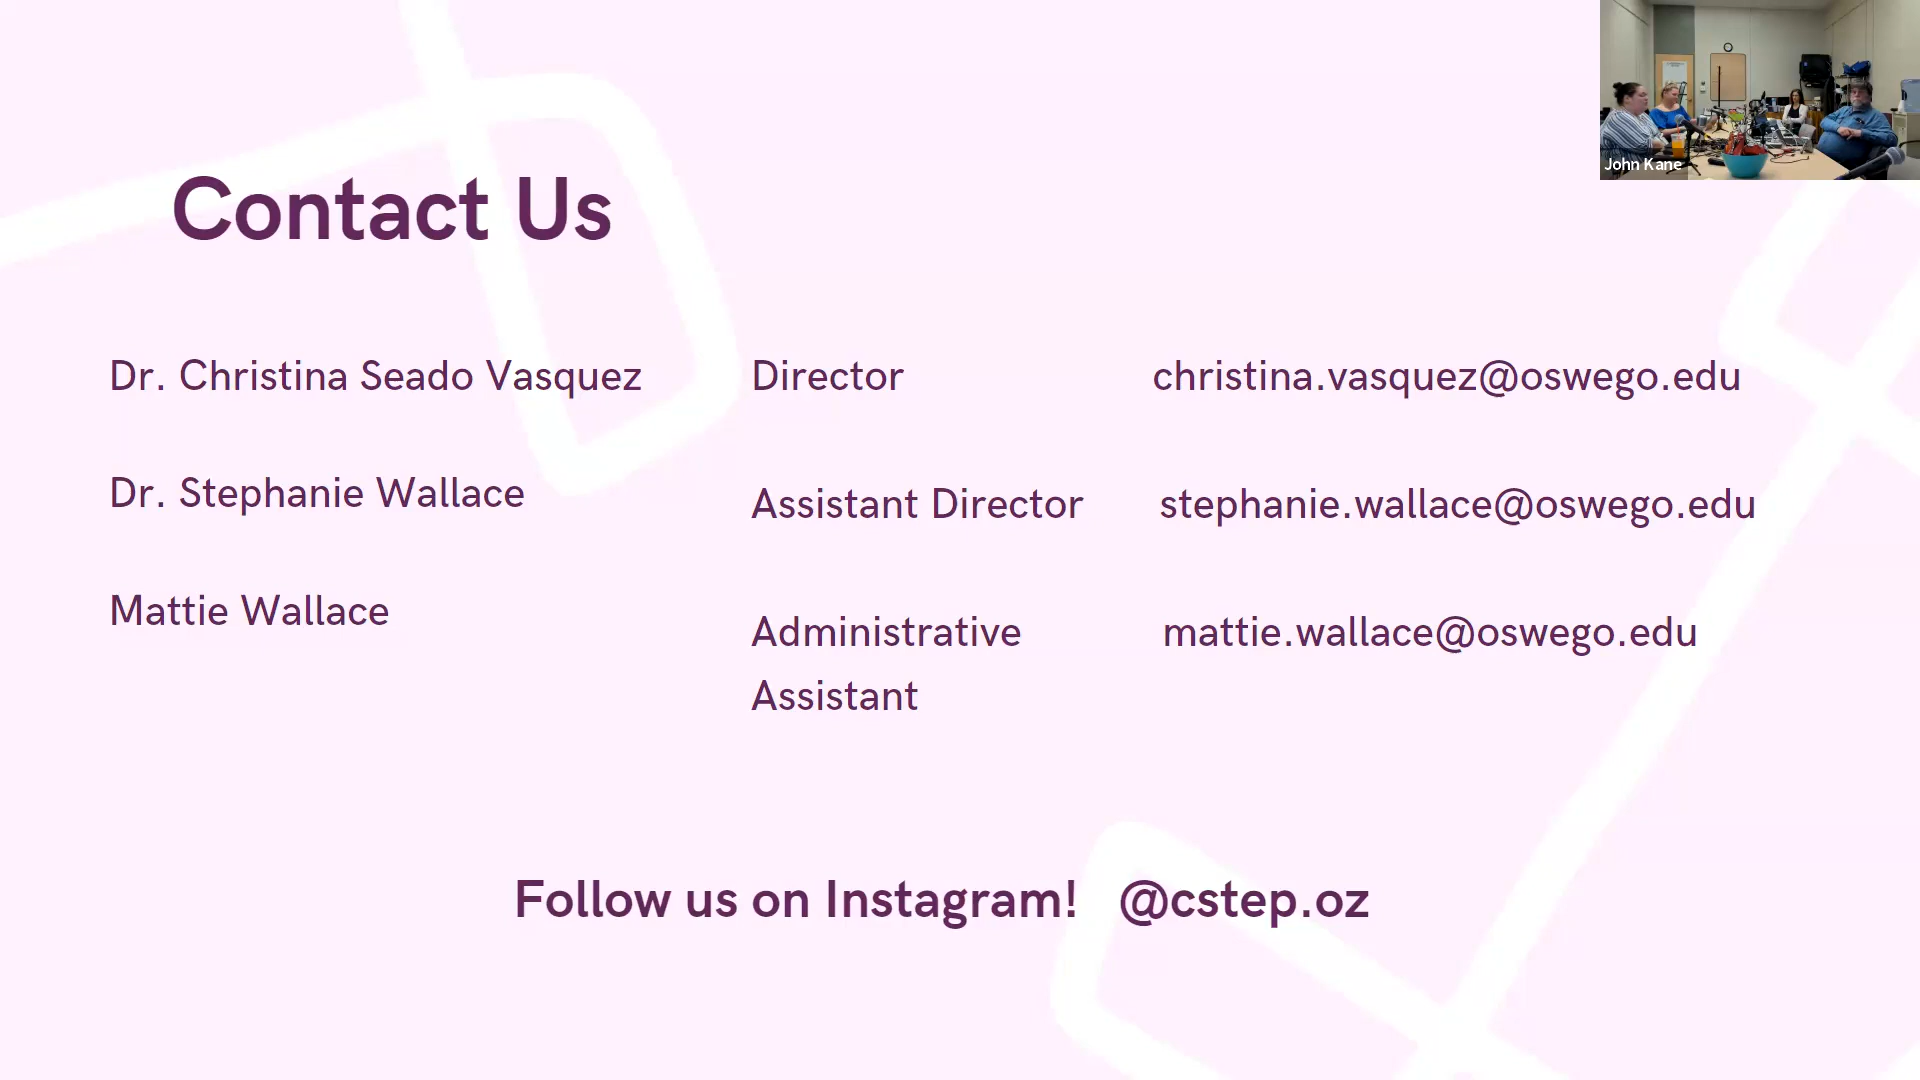 Contact Us
Dr. Christina Seado Vasquez Director christina.vasquez@oswego.edu
Dr. Stephanie Wallace Assistant Director stephanie.wallace@oswego.edu
Mattie Wallace Administrative Assistant mattie.wallace@oswego.edu
Follow us on Instagram! @cstep.oz
John Kane